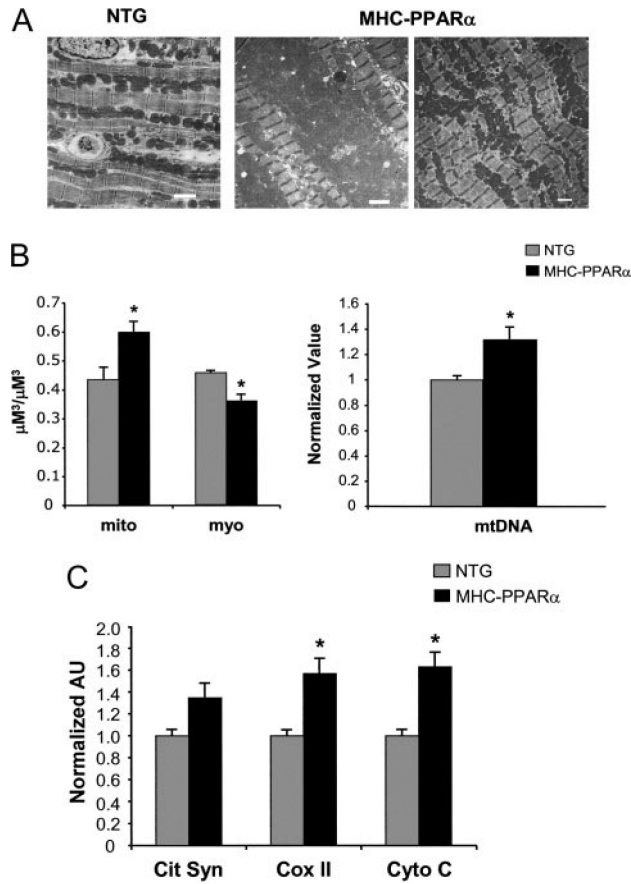 A
NTG
MHC-PPARα
B
NTG
MHC-PPARα
μM³/μM³
0.7
0.6
0.5
0.4
0.3
0.2
0.1
0
*
*
mito
myo
Normalized Value
1.6
1.4
1.2
1
0.8
0.6
0.4
0.2
0
*
mtDNA
C
NTG
MHC-PPARα
Normalized AU
2.0
1.8
1.6
1.4
1.2
1.0
0.8
0.6
0.4
0.2
0
*
*
Cit Syn
Cox II
Cyto C